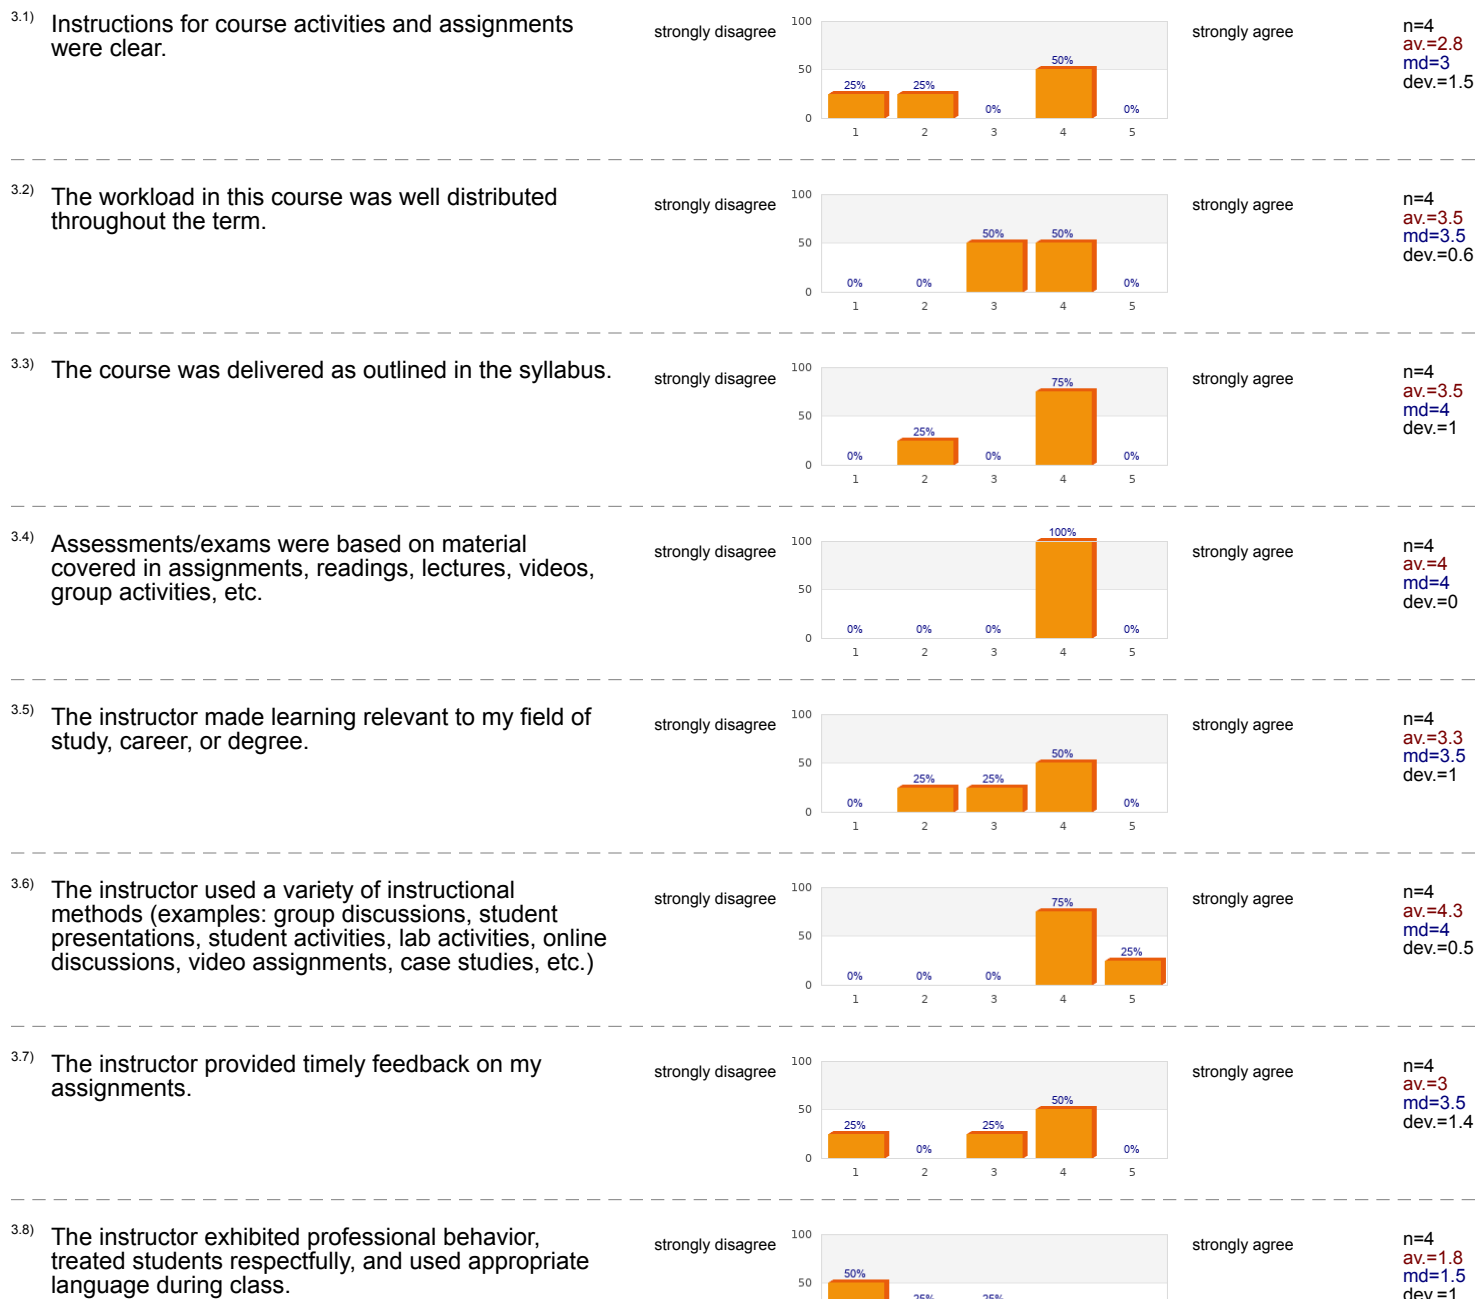 3.1) Instructions for course activities and assignments
were clear.
strongly disagree
strongly agree
100
50
0
25%
25%
0%
50%
0%
1 2 3 4 5
n=4
av.=2.8
md=3
dev.=1.5
3.2) The workload in this course was well distributed
throughout the term.
strongly disagree
strongly agree
100
50
0
0%
0%
50%
50%
0%
1 2 3 4 5
n=4
av.=3.5
md=3.5
dev.=0.6
3.3) The course was delivered as outlined in the syllabus.
strongly disagree
strongly agree
100
50
0
0%
25%
0%
75%
0%
1 2 3 4 5
n=4
av.=3.5
md=4
dev.=1
3.4) Assessments/exams were based on material
covered in assignments, readings, lectures, videos,
group activities, etc.
strongly disagree
strongly agree
100
50
0
0%
0%
0%
100%
0%
1 2 3 4 5
n=4
av.=4
md=4
dev.=0
3.5) The instructor made learning relevant to my field of
study, career, or degree.
strongly disagree
strongly agree
100
50
0
0%
25%
25%
50%
0%
1 2 3 4 5
n=4
av.=3.3
md=3.5
dev.=1
3.6) The instructor used a variety of instructional
methods (examples: group discussions, student
presentations, student activities, lab activities, online
discussions, video assignments, case studies, etc.)
strongly disagree
strongly agree
100
50
0
0%
0%
0%
75%
25%
1 2 3 4 5
n=4
av.=4.3
md=4
dev.=0.5
3.7) The instructor provided timely feedback on my
assignments.
strongly disagree
strongly agree
100
50
0
25%
0%
25%
50%
0%
1 2 3 4 5
n=4
av.=3
md=3.5
dev.=1.4
3.8) The instructor exhibited professional behavior,
treated students respectfully, and used appropriate
language during class.
strongly disagree
strongly agree
100
50
50%
25%
25%
n=4
av.=1.8
md=1.5
dev.=1